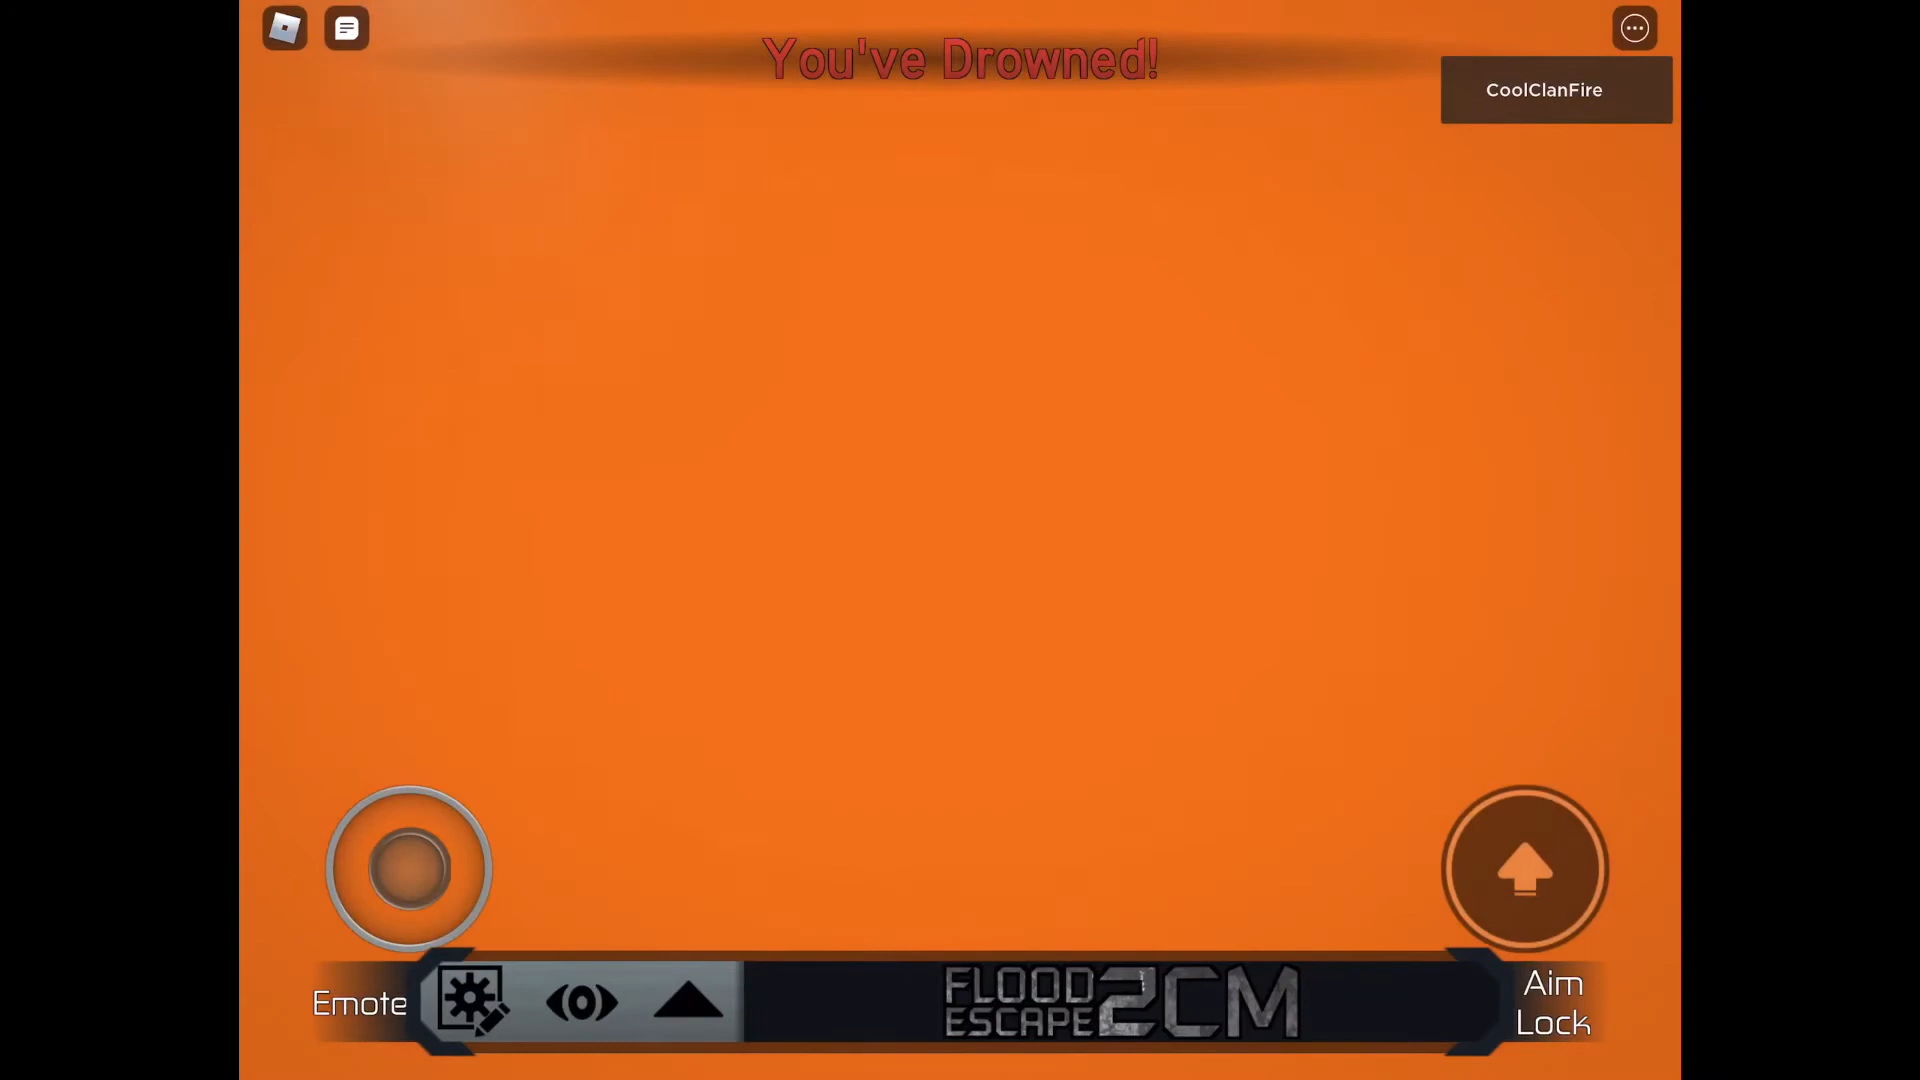 You've Drowned!
CoolClanFire
Emote
FLOOD ESCAPE 2CM
Aim
Lock